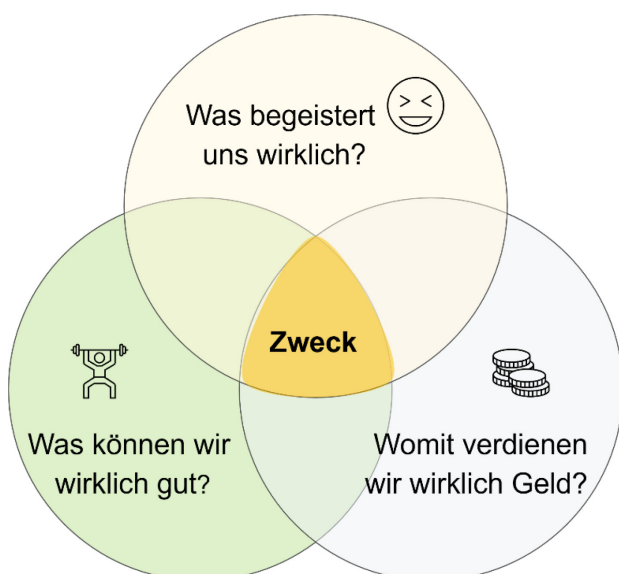 Was begeistert
uns wirklich?
Zweck
Was können wir
wirklich gut?
Womit verdienen
wir wirklich Geld?